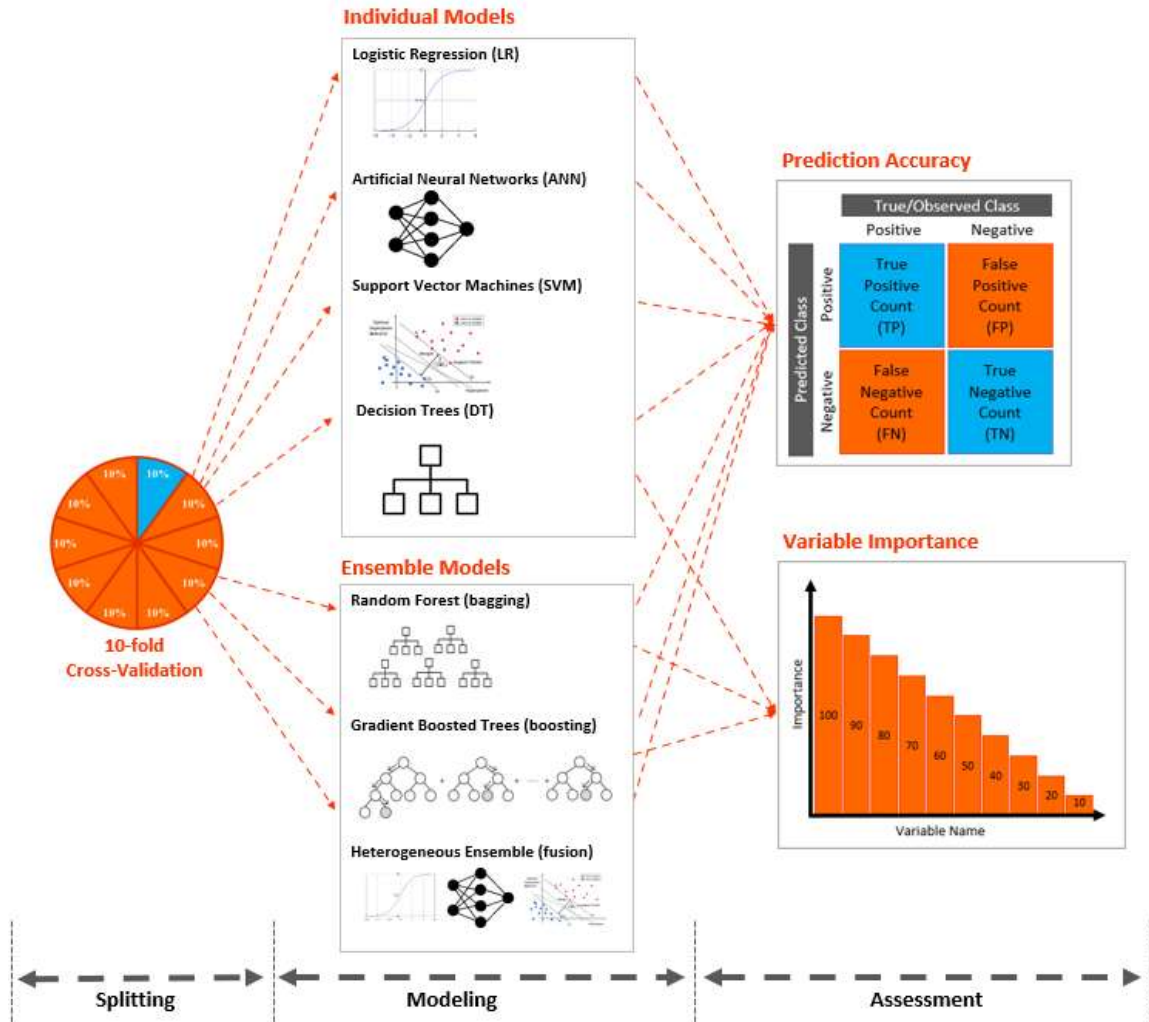 Individual Models
Logistic Regression (LR)
Artificial Neural Networks (ANN)
Support Vector Machines (SVM)
Decision Trees (DT)
10% 10%
10% 10%
10% 10%
10% 10%
10% 10%
10-fold
Cross-Validation
Ensemble Models
Random Forest (bagging)
Gradient Boosted Trees (boosting)
Heterogeneous Ensemble (fusion)
Prediction Accuracy
True/Observed Class
Positive Negative
Predicted Class
Positive
Negative
True
Positive
Count
(TP)
False
Positive
Count
(FP)
False
Negative
Count
(FN)
True
Negative
Count
(TN)
Variable Importance
Importance
100 90 80 70 60 50 40 30 20 10
Variable Name
Splitting Modeling Assessment